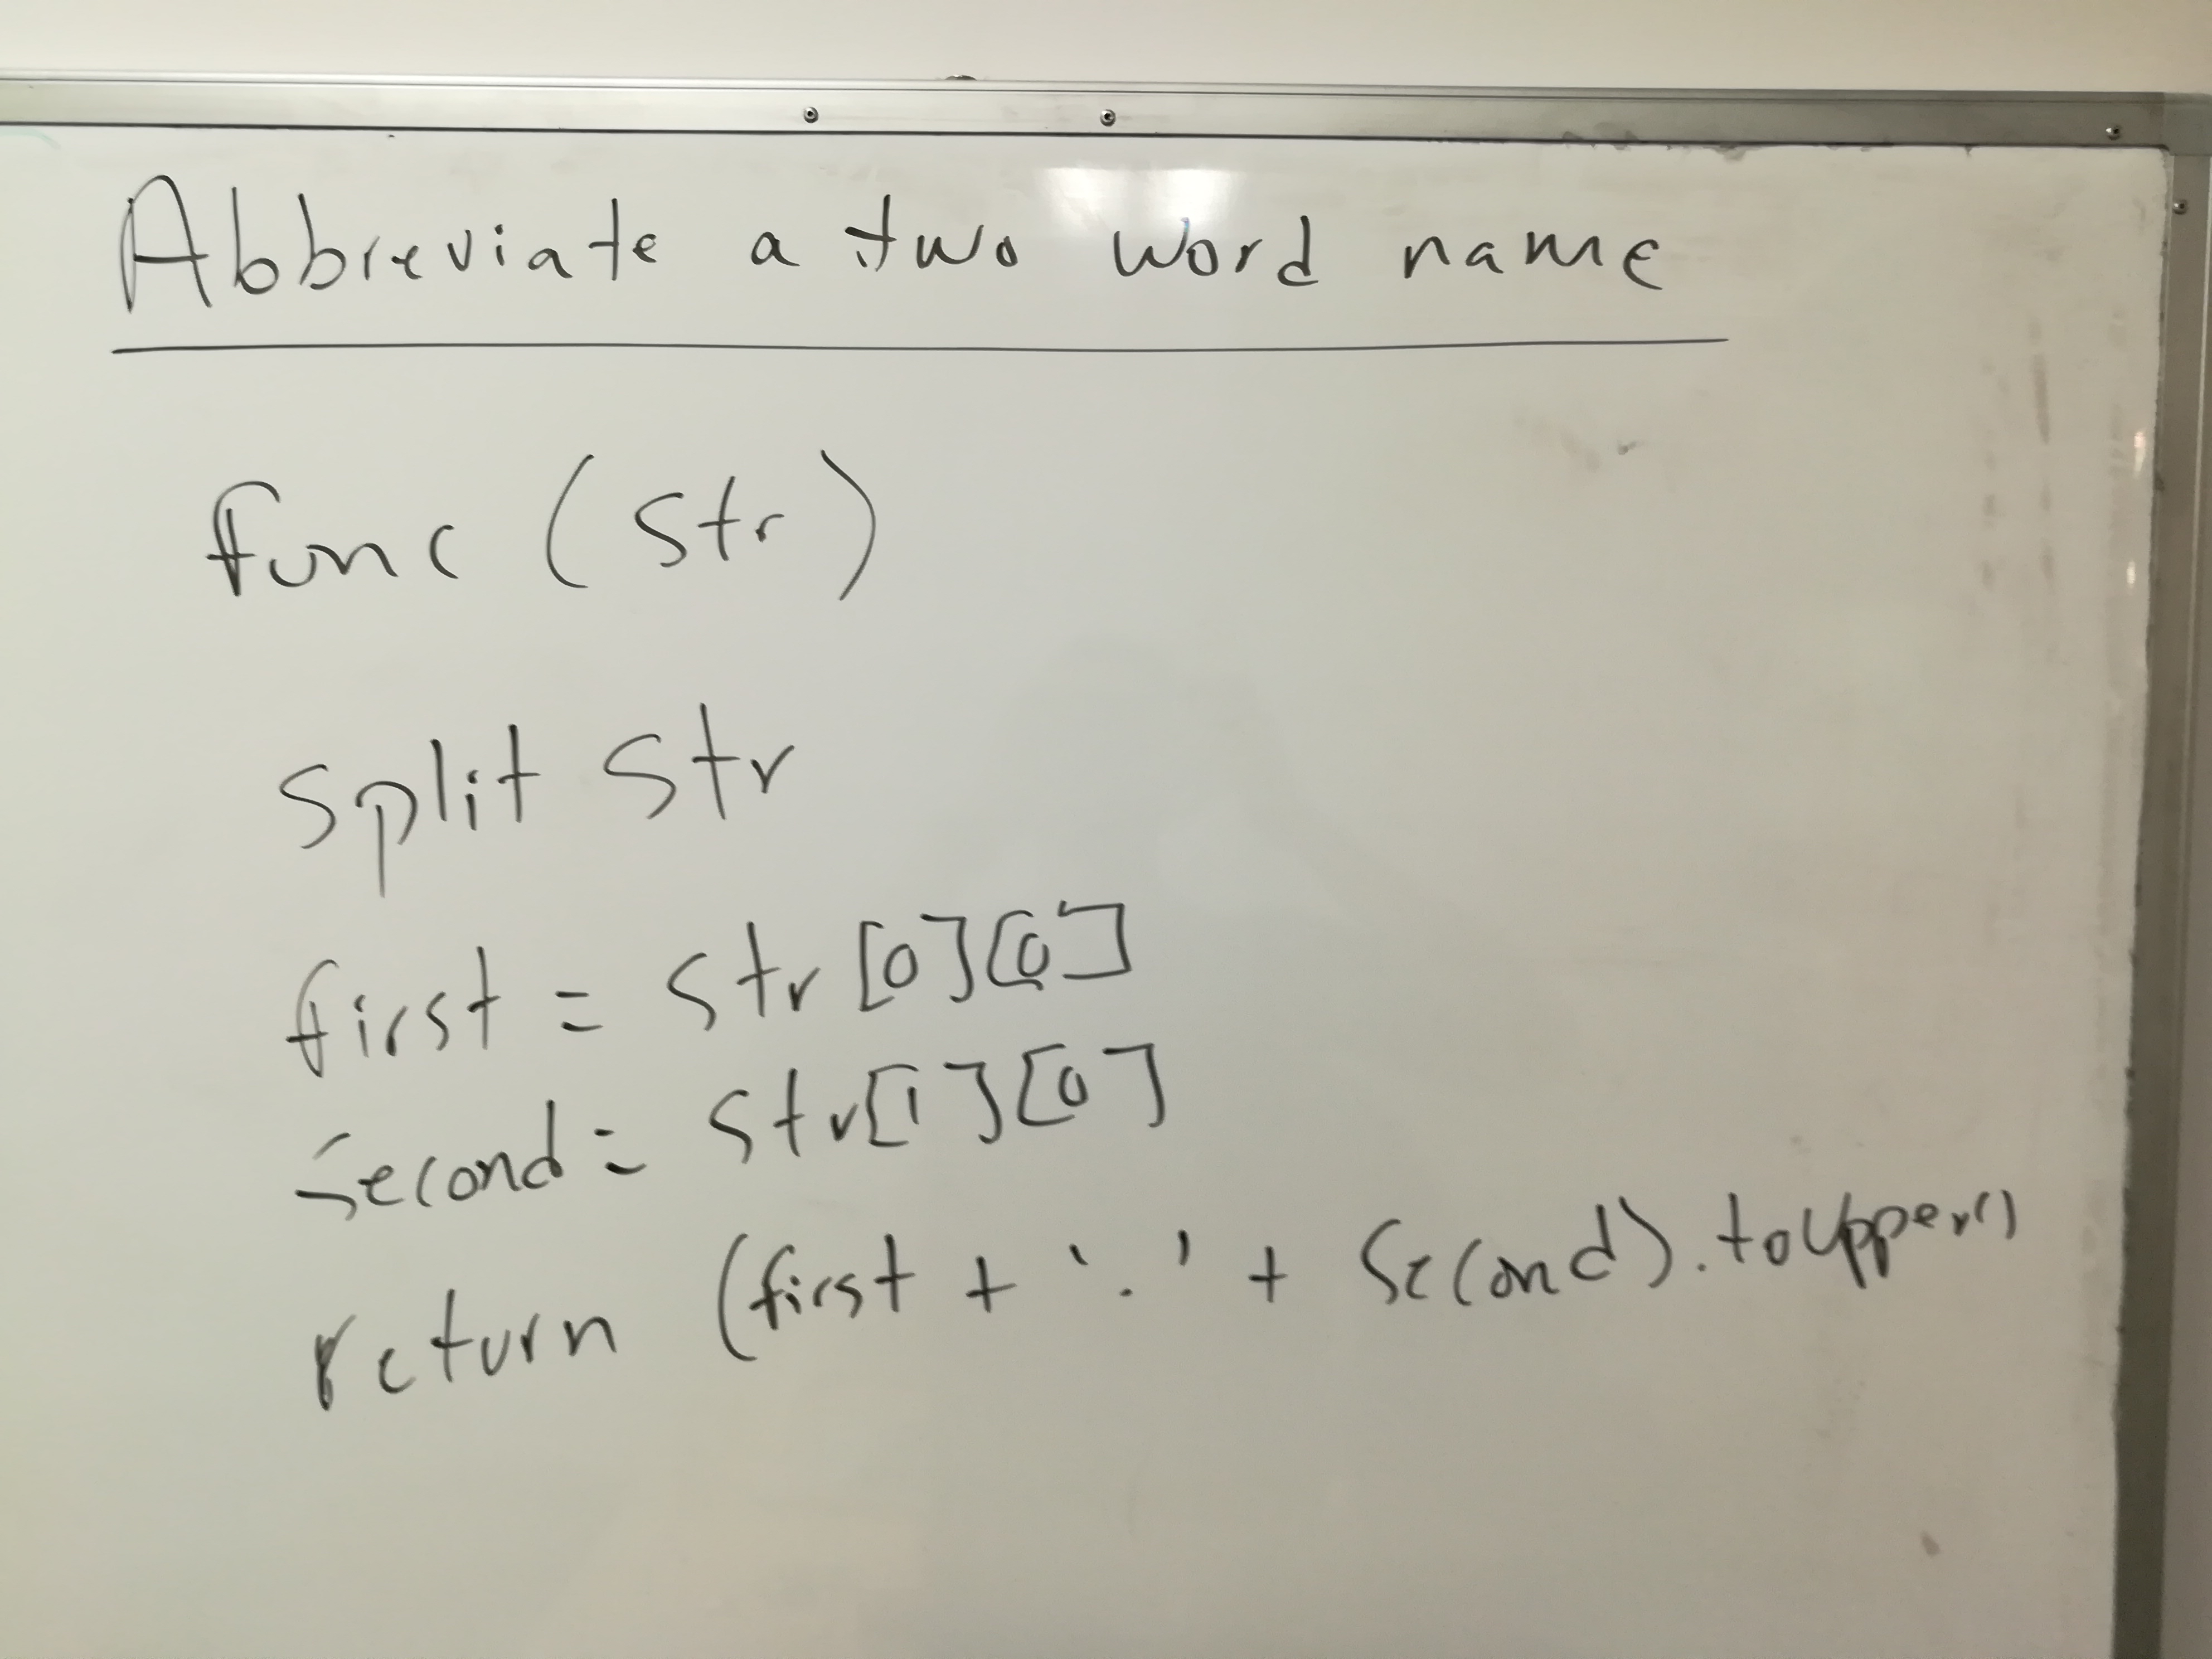 Abbreviate a two word name
func (str)
split str
first = str[0][0]
second = str[1][0]
return (first + '.' + second).toUpper()